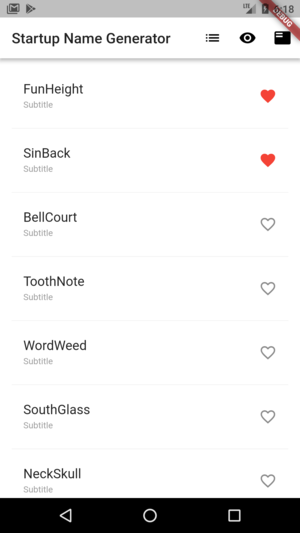 LTE 6:18
DEBUG
Startup Name Generator
FunHeight
Subtitle
SinBack
Subtitle
BellCourt
Subtitle
ToothNote
Subtitle
WordWeed
Subtitle
SouthGlass
Subtitle
NeckSkull
Subtitle